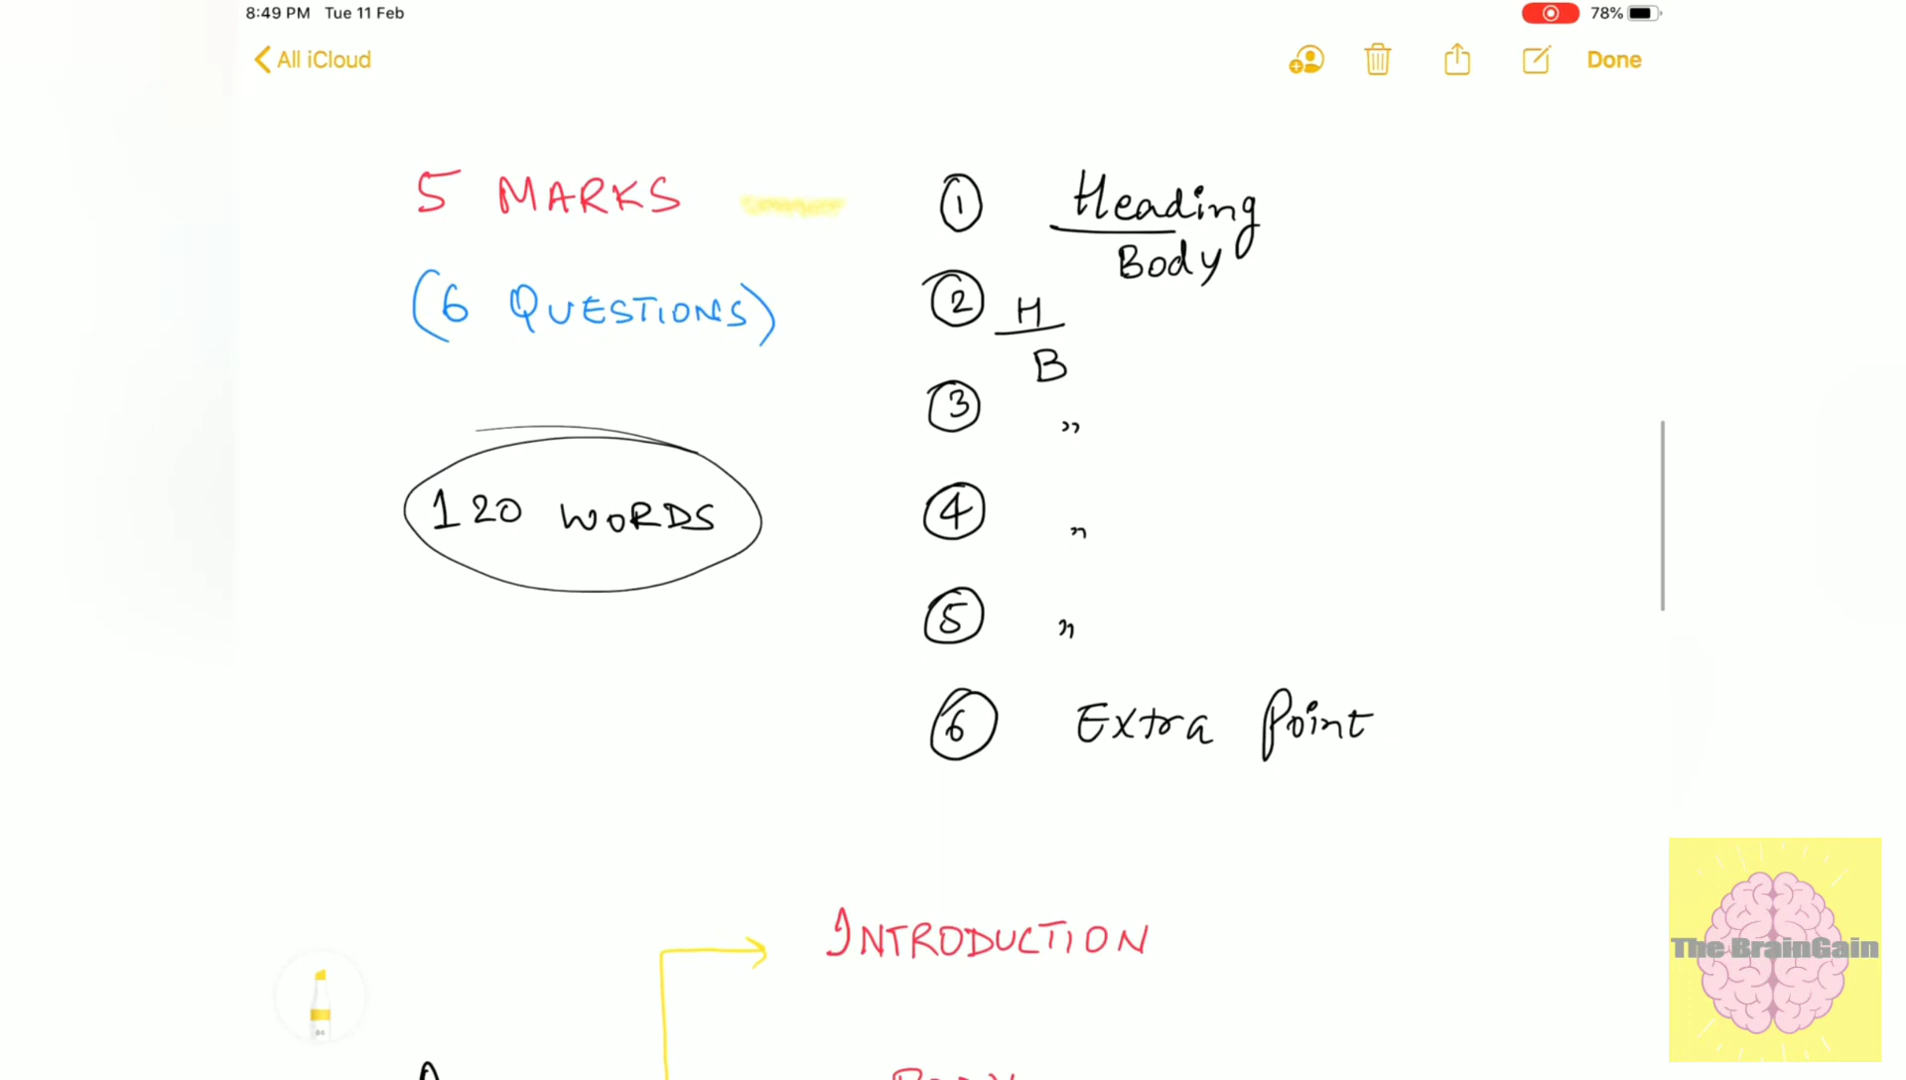 8:49 PM Tue 11 Feb
78%
All iCloud
Done
5 MARKS
(6 QUESTIONS)
120 WORDS
1 Heading
Body
2 H
B
3 ,,
4 ,,
5 ,,
6 Extra Point
INTRODUCTION
BODY
The BrainGain